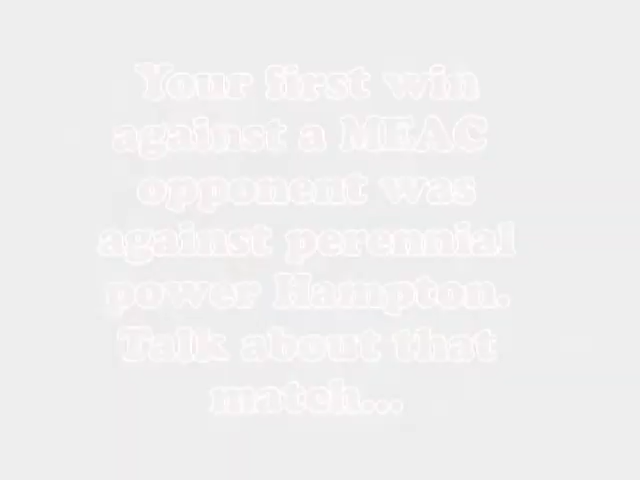 Your first win
against a MEAC
opponent was
against perennial
power Hampton.
Talk about that
match...